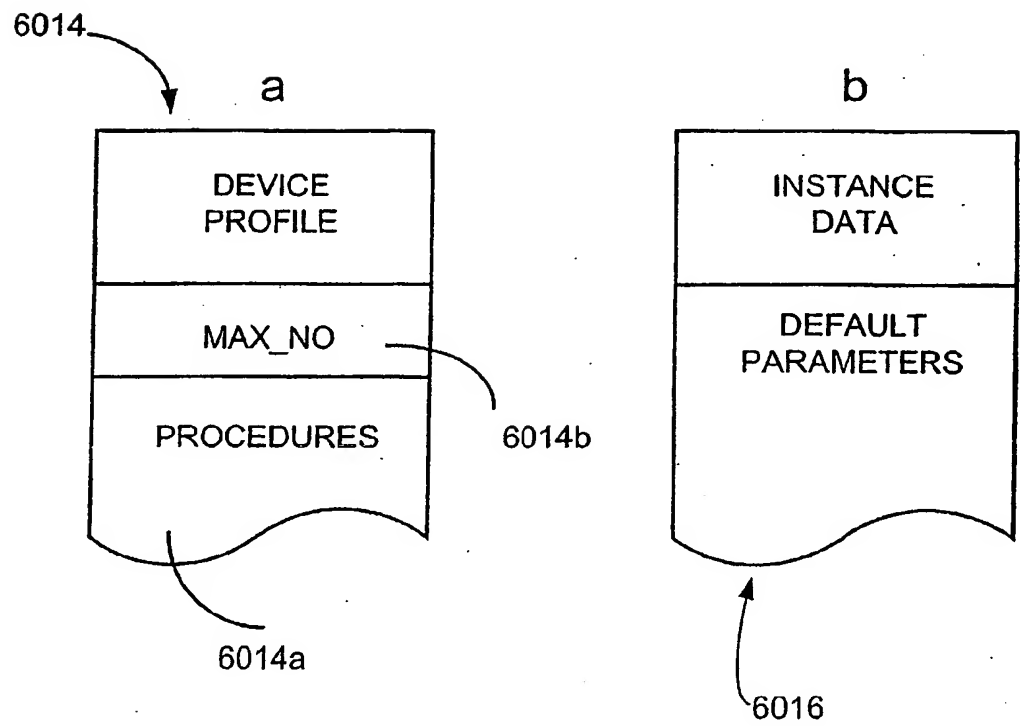 6014
a
DEVICE
PROFILE
MAX_NO
PROCEDURES
6014b
6014a
b
INSTANCE
DATA
DEFAULT
PARAMETERS
6016